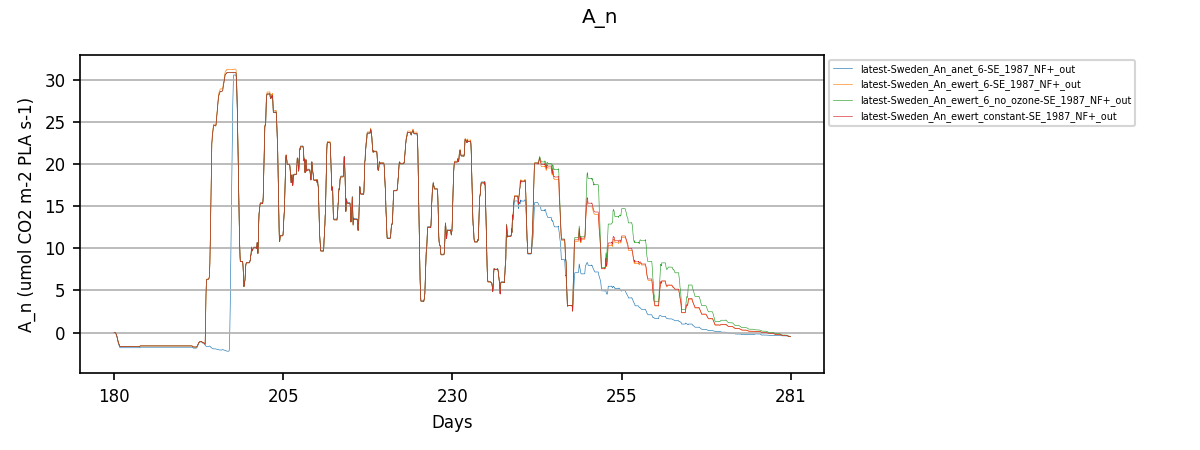 A_n
A_n (umol CO2 m-2 PLA s-1)
30
25
20
15
10
5
0
180
205
230
255
281
Days
latest-Sweden_An_anet_6-SE_1987_NF+_out
latest-Sweden_An_ewert_6-SE_1987_NF+_out
latest-Sweden_An_ewert_6_no_ozone-SE_1987_NF+_out
latest-Sweden_An_ewert_constant-SE_1987_NF+_out